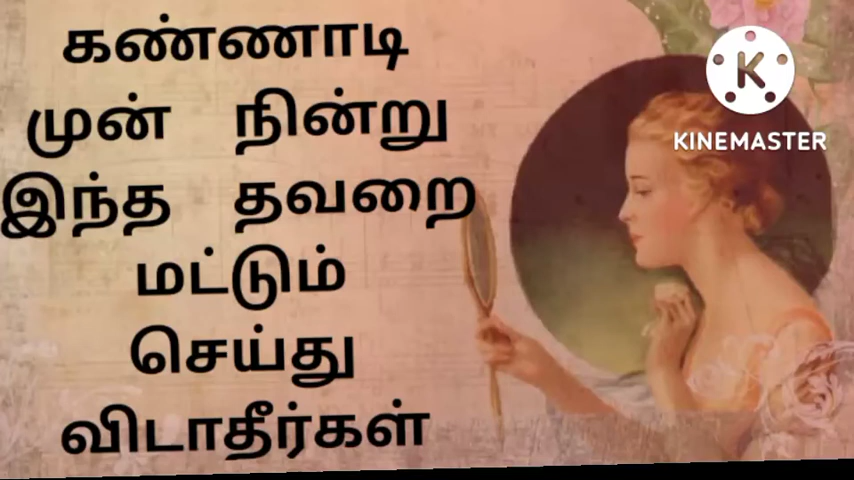 கண்ணாடி
முன் நின்று
இந்த தவறை
மட்டும்
செய்து
விடாதீர்கள்
K
KINEMASTER